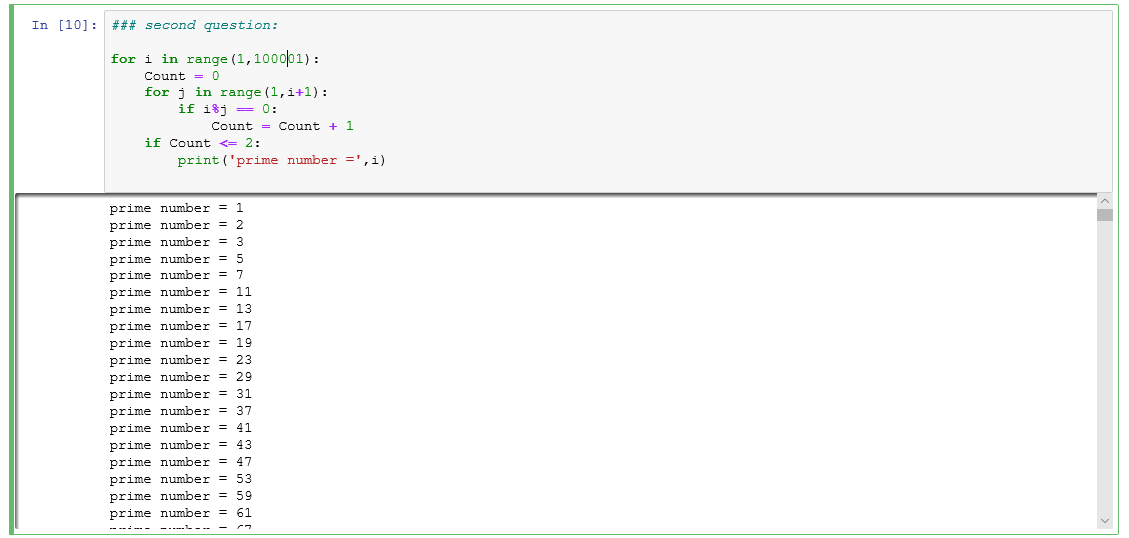 In [10]: ### second question:
for i in range(1,100001):
    Count = 0
    for j in range(1,i+1):
        if i%j == 0:
            Count = Count + 1
    if Count <= 2:
        print('prime number =',i)
prime number = 1
prime number = 2
prime number = 3
prime number = 5
prime number = 7
prime number = 11
prime number = 13
prime number = 17
prime number = 19
prime number = 23
prime number = 29
prime number = 31
prime number = 37
prime number = 41
prime number = 43
prime number = 47
prime number = 53
prime number = 59
prime number = 61